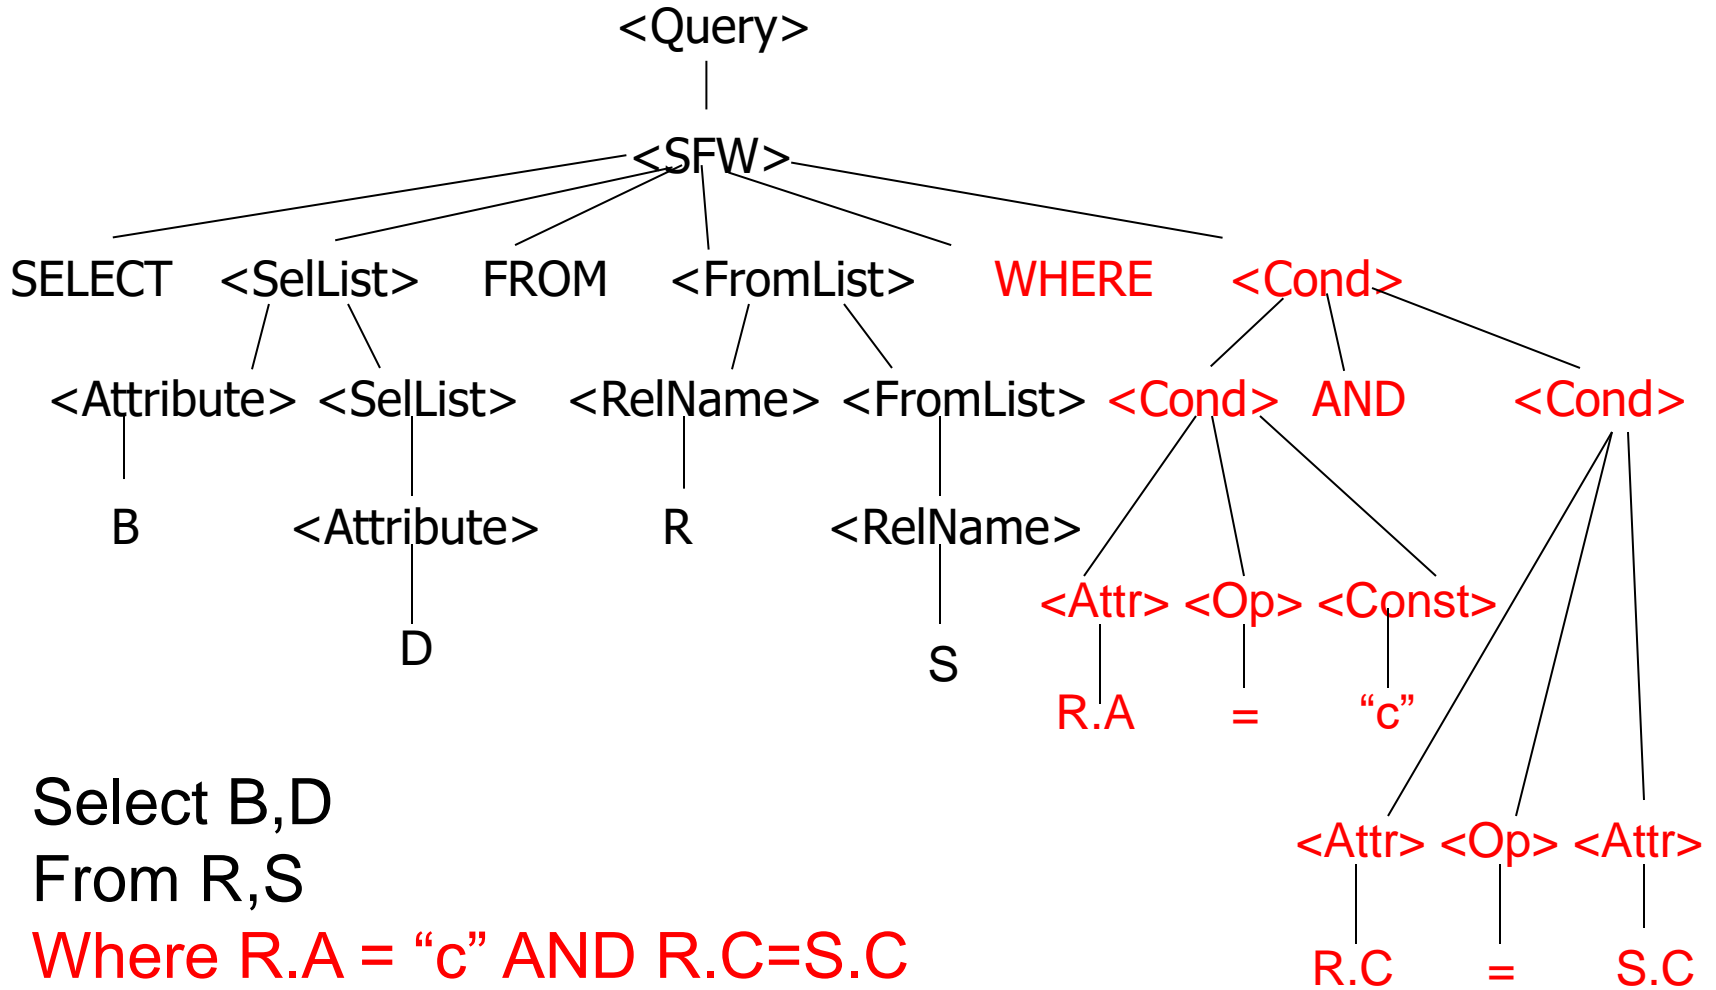 <Query>
<SFW>
SELECT <SelList> FROM <FromList> WHERE <Cond>
<Attribute> <SelList> <RelName> <FromList> <Cond> AND <Cond>
B <Attribute> R <RelName>
<Attr> <Op> <Const>
D S
R.A = “c”
Select B,D
<Attr> <Op> <Attr>
From R,S
Where R.A = “c” AND R.C=S.C
R.C = S.C